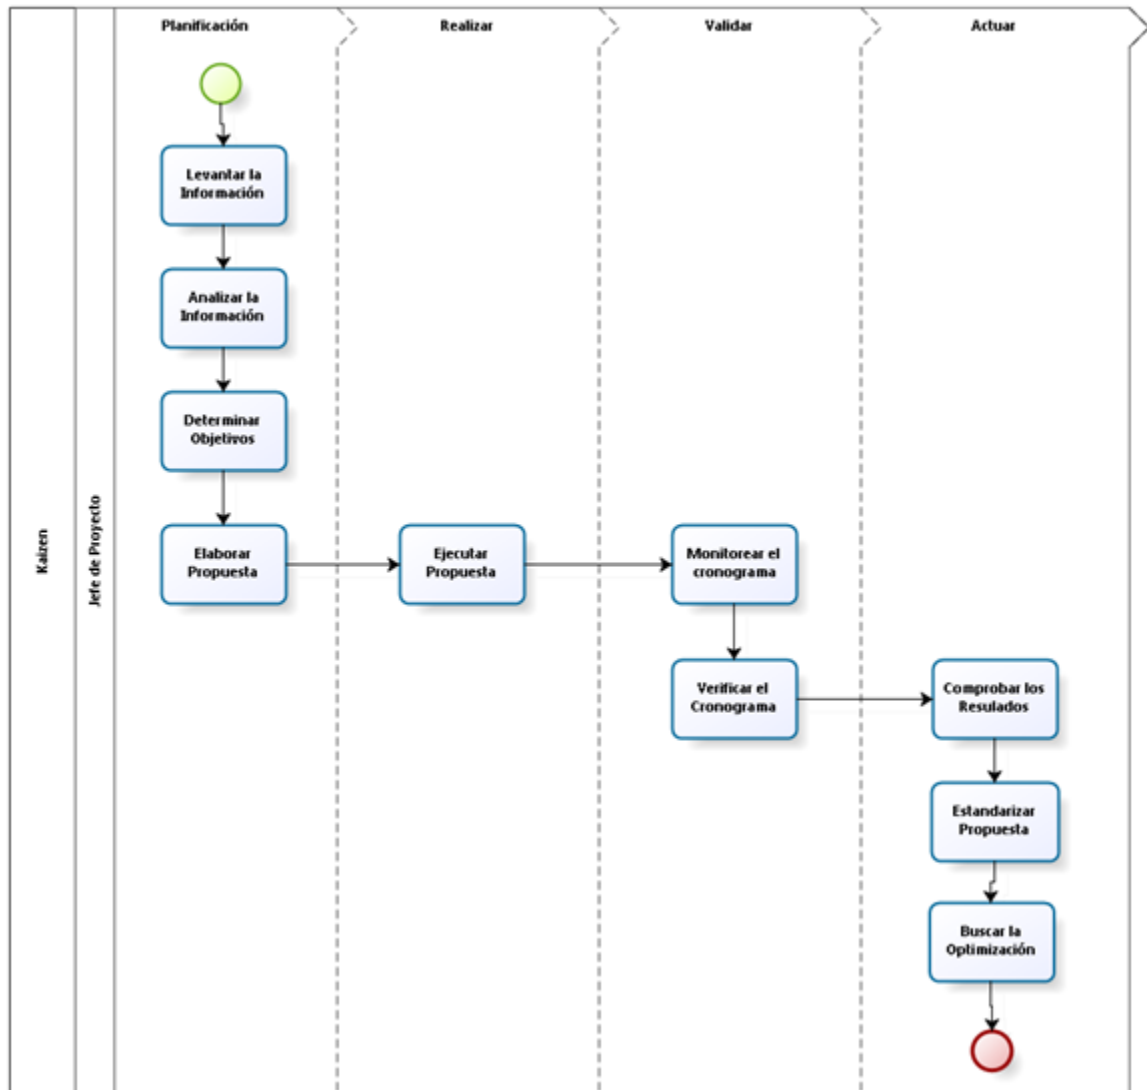 Planificación
Realizar
Validar
Actuar
Kaizen
Jefe de Proyecto
Levantar la
Información
Analizar la
Información
Determinar
Objetivos
Elaborar
Propuesta
Ejecutar
Propuesta
Monitorear el
cronograma
Verificar el
Cronograma
Comprobar los
Resulados
Estandarizar
Propuesta
Buscar la
Optimización